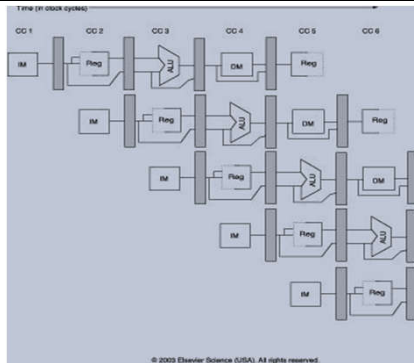 Time (in clock cycles)
CC 1 CC 2 CC 3 CC 4 CC 5 CC 6
IM Reg ALU DM Reg
IM Reg ALU DM Reg
IM Reg ALU DM
IM Reg ALU
IM Reg
© 2003 Elsevier Science (USA). All rights reserved.